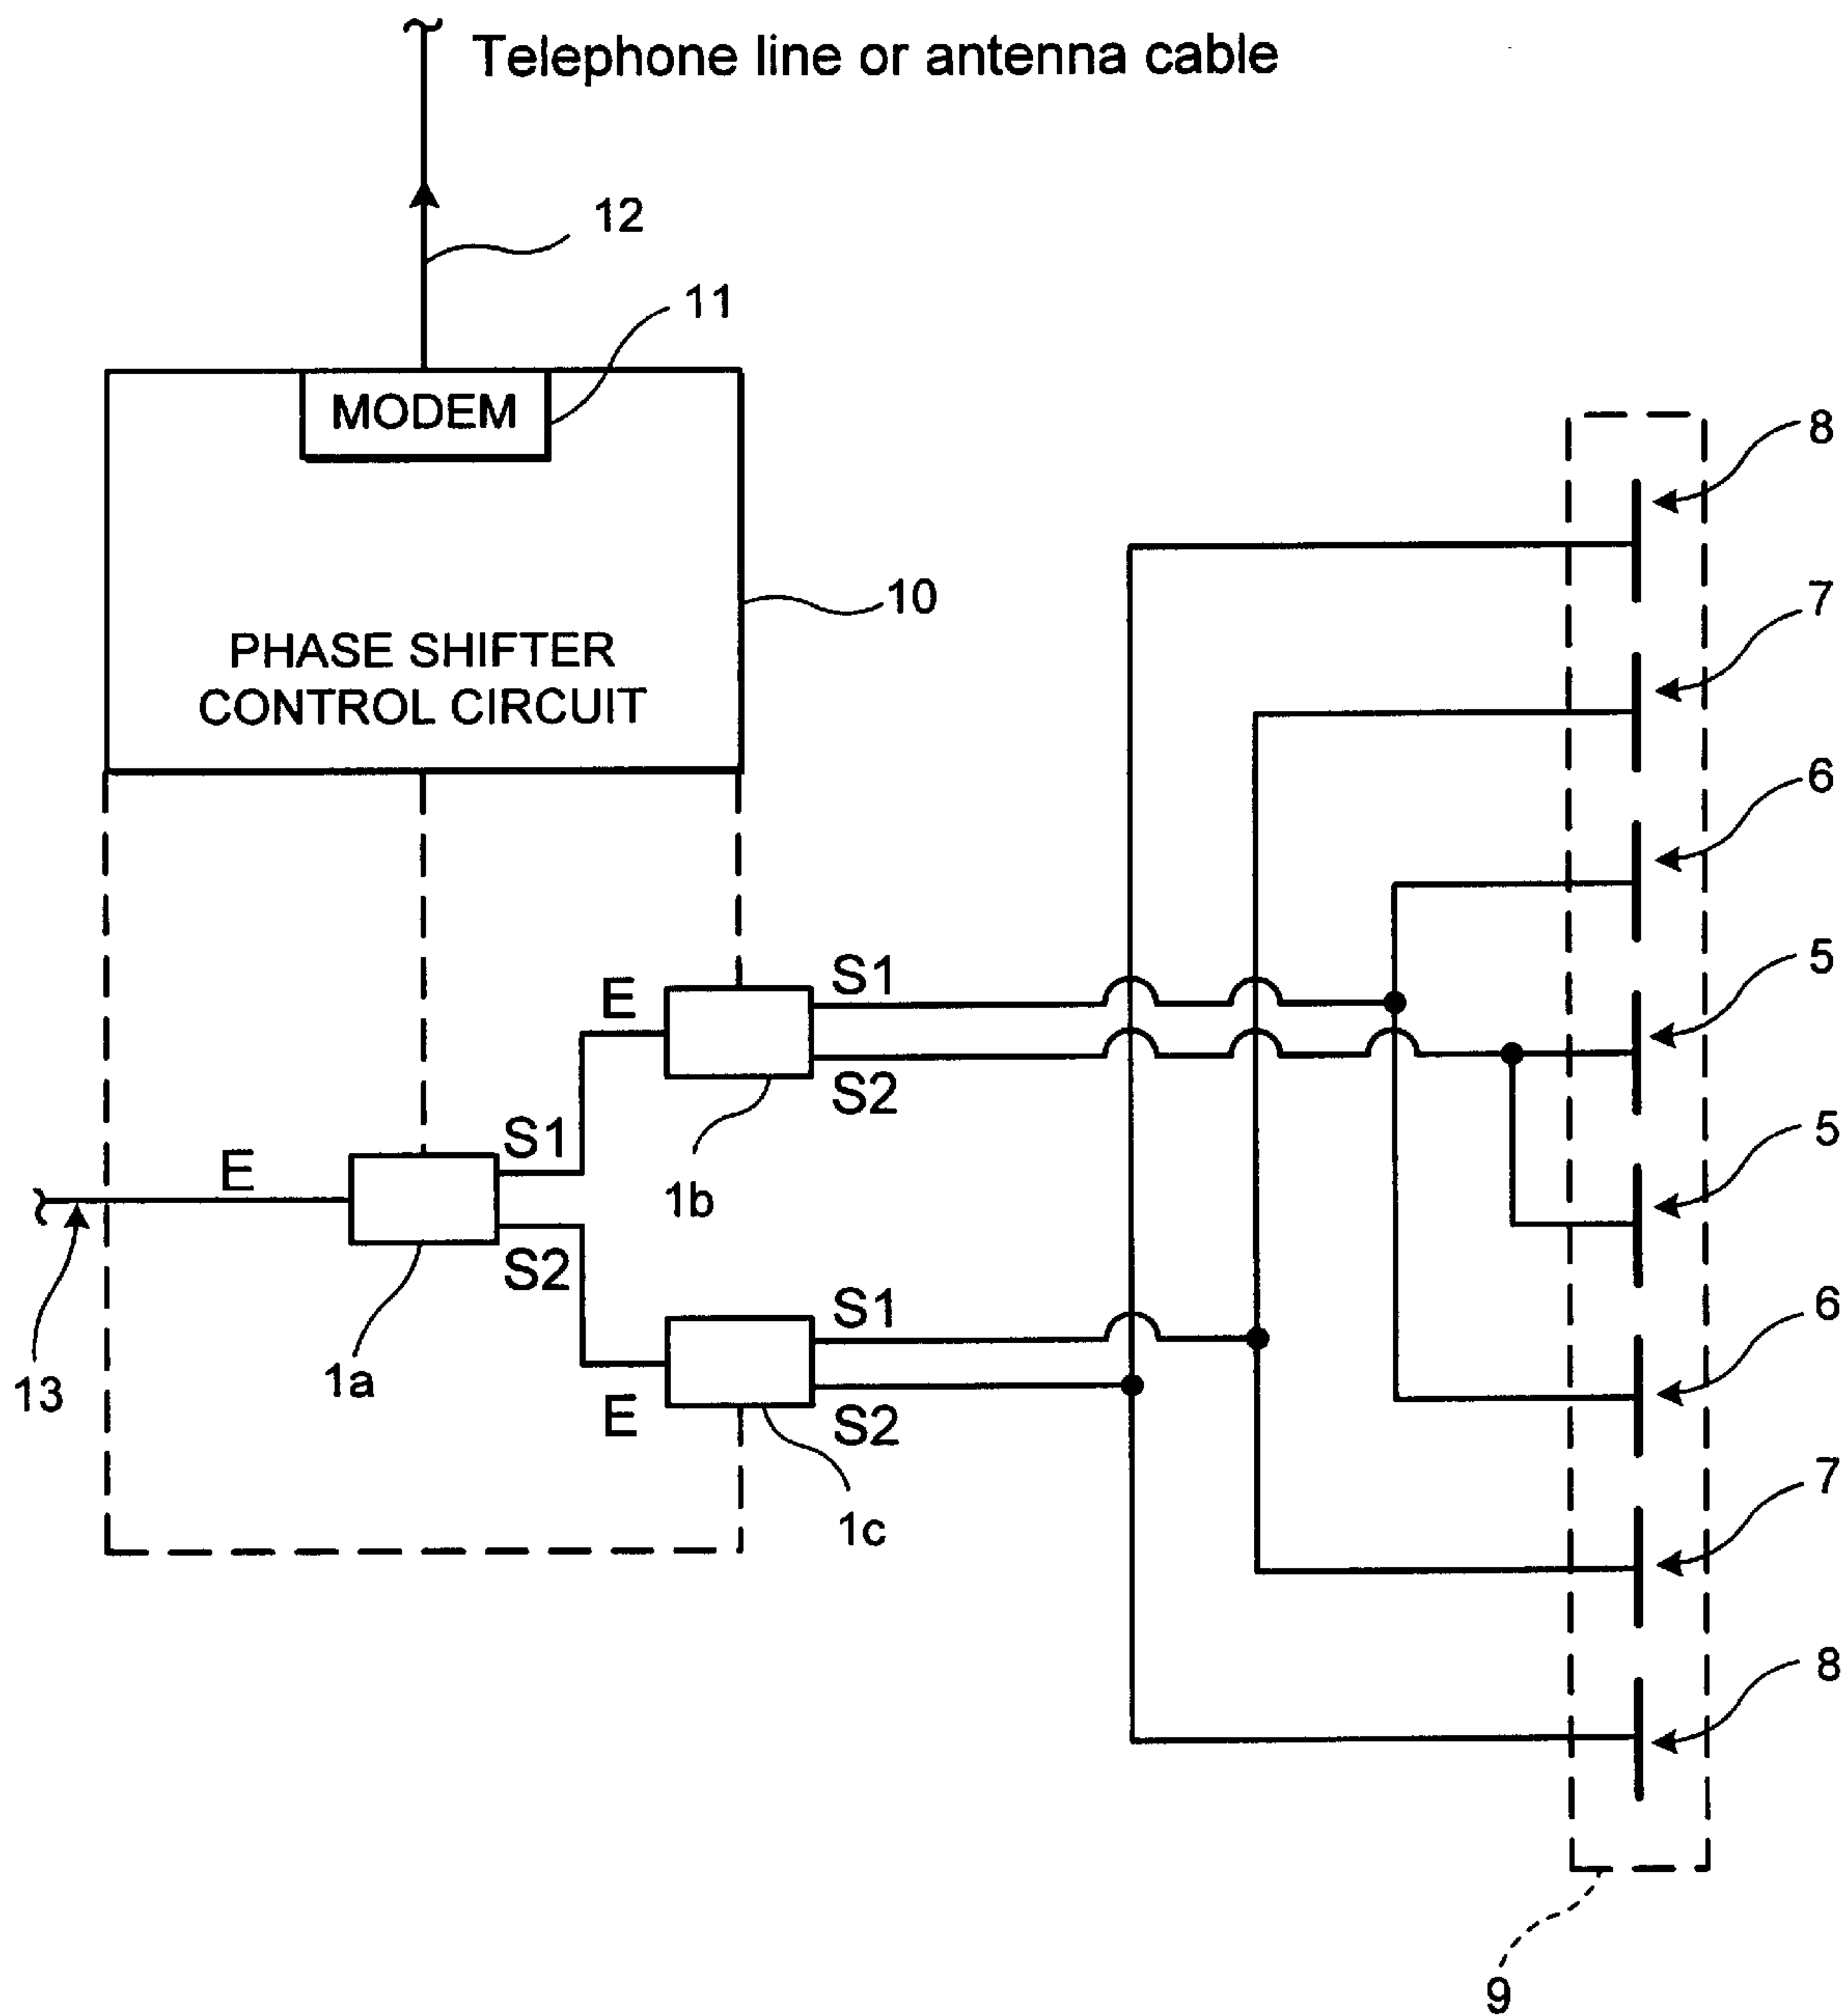 Telephone line or antenna cable
12
11
MODEM
8
10
7
PHASE SHIFTER
CONTROL CIRCUIT
6
5
E
S1
S2
1b
5
E
S1
S2
1a
13
E
S1
S2
1c
6
7
8
9